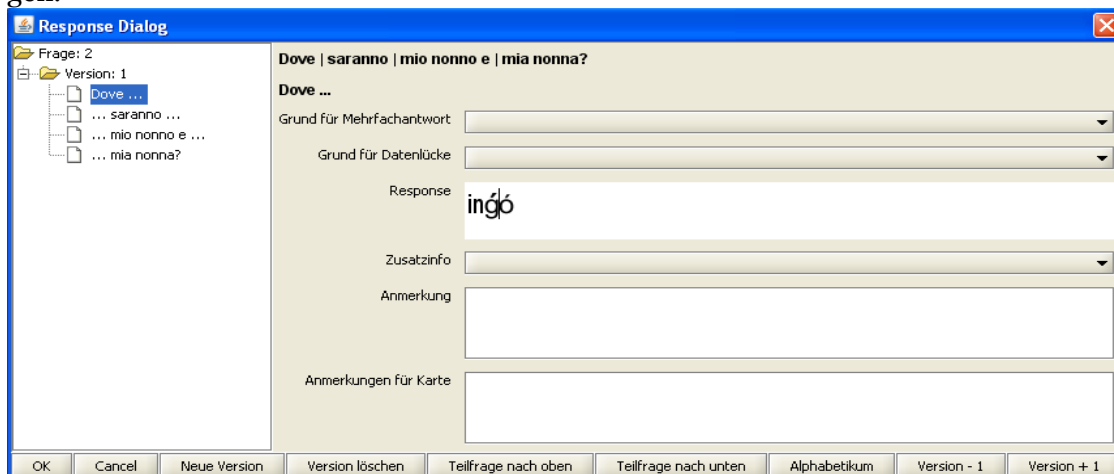 gen.
Response Dialog
Frage: 2
Version: 1
Dove ...
... saranno ...
... mio nonno e ...
... mia nonna?
Dove | saranno | mio nonno e | mia nonna?
Dove ...
Grund für Mehrfachantwort
Grund für Datenlücke
Response
inǵó
Zusatzinfo
Anmerkung
Anmerkungen für Karte
OK Cancel Neue Version Version löschen Teilfrage nach oben Teilfrage nach unten Alphabetikum Version - 1 Version + 1